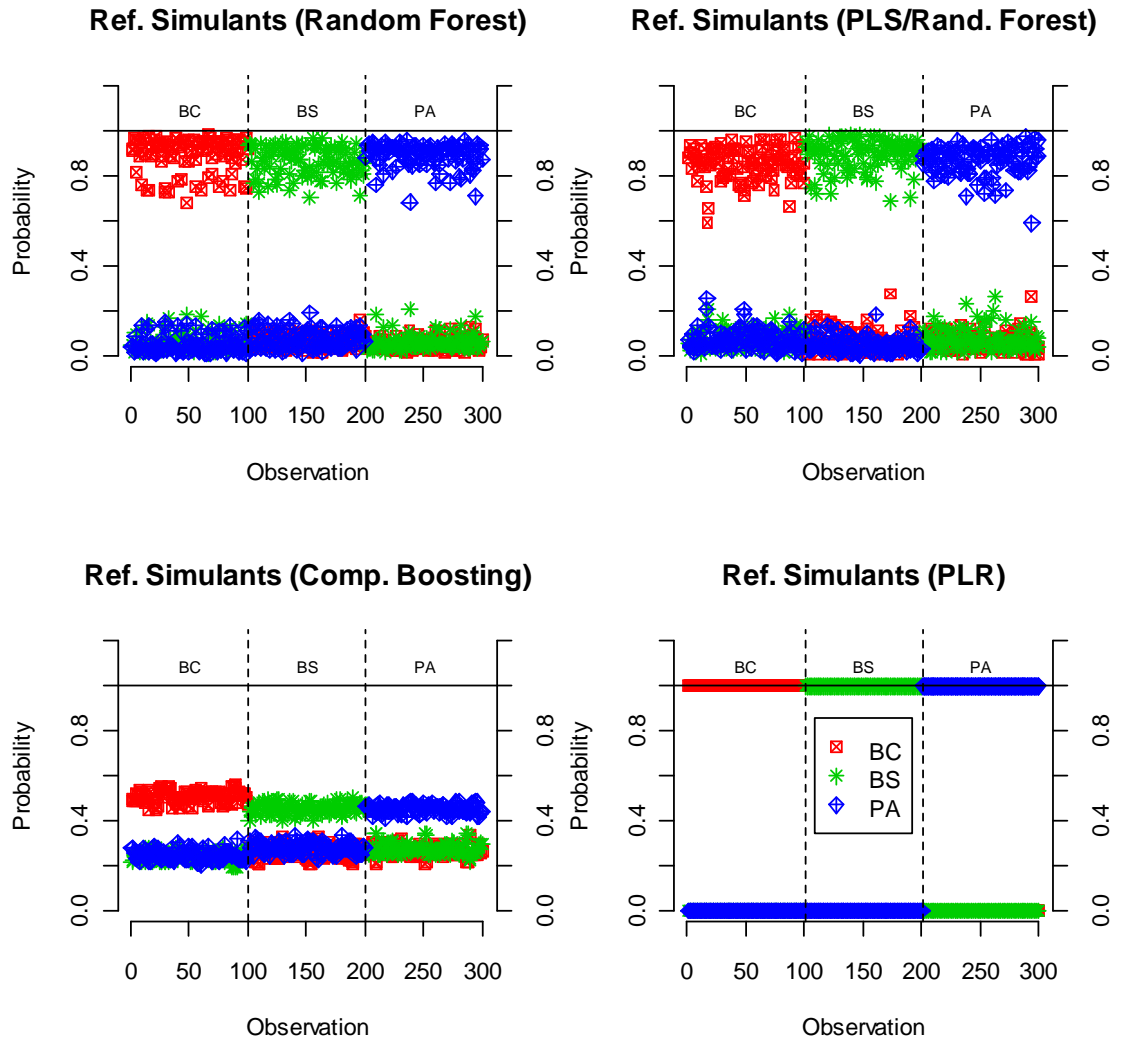 Ref. Simulants (Random Forest)
BC BS PA
Probability
0.0 0.4 0.8
0.0 0.4 0.8
0 50 100 150 200 250 300
Observation
Ref. Simulants (PLS/Rand. Forest)
BC BS PA
Probability
0.0 0.4 0.8
0.0 0.4 0.8
0 50 100 150 200 250 300
Observation
Ref. Simulants (Comp. Boosting)
BC BS PA
Probability
0.0 0.4 0.8
0.0 0.4 0.8
0 50 100 150 200 250 300
Observation
Ref. Simulants (PLR)
BC BS PA
Probability
0.0 0.4 0.8
0.0 0.4 0.8
BC
BS
PA
0 50 100 150 200 250 300
Observation